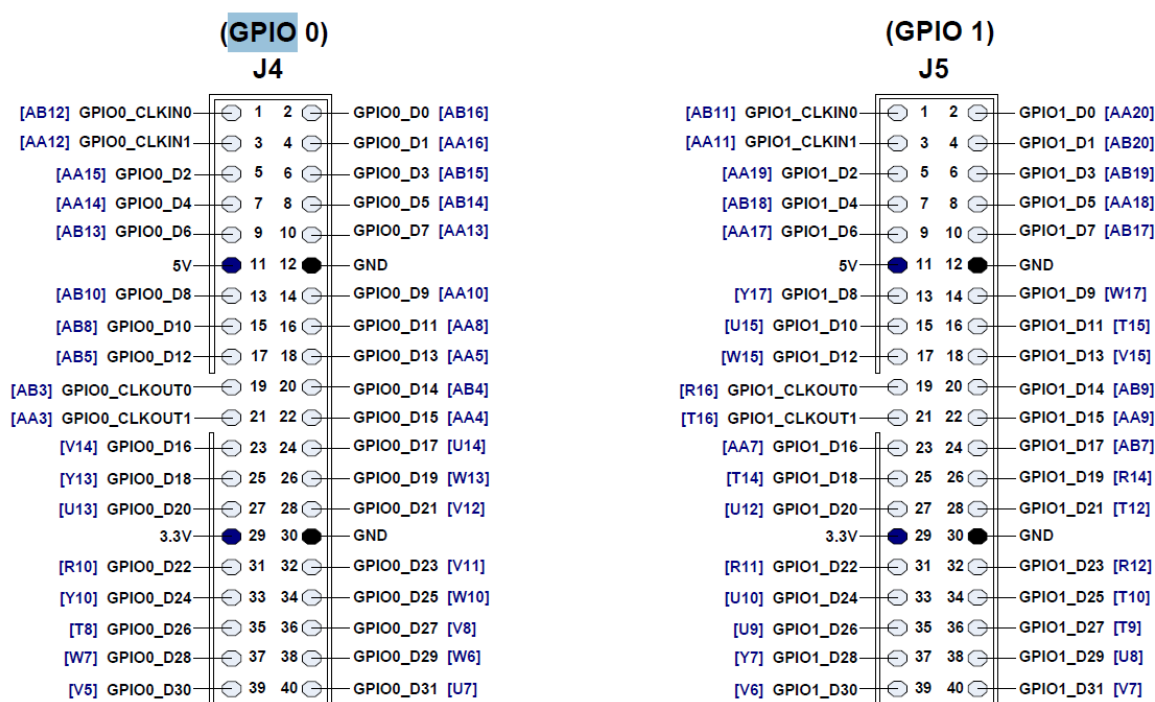 (GPIO 0)
J4
[AB12] GPIO0_CLKIN0 1 2 GPIO0_D0 [AB16]
[AA12] GPIO0_CLKIN1 3 4 GPIO0_D1 [AA16]
[AA15] GPIO0_D2 5 6 GPIO0_D3 [AB15]
[AA14] GPIO0_D4 7 8 GPIO0_D5 [AB14]
[AB13] GPIO0_D6 9 10 GPIO0_D7 [AA13]
5V 11 12 GND
[AB10] GPIO0_D8 13 14 GPIO0_D9 [AA10]
[AB8] GPIO0_D10 15 16 GPIO0_D11 [AA8]
[AB5] GPIO0_D12 17 18 GPIO0_D13 [AA5]
[AB3] GPIO0_CLKOUT0 19 20 GPIO0_D14 [AB4]
[AA3] GPIO0_CLKOUT1 21 22 GPIO0_D15 [AA4]
[V14] GPIO0_D16 23 24 GPIO0_D17 [U14]
[Y13] GPIO0_D18 25 26 GPIO0_D19 [W13]
[U13] GPIO0_D20 27 28 GPIO0_D21 [V12]
3.3V 29 30 GND
[R10] GPIO0_D22 31 32 GPIO0_D23 [V11]
[Y10] GPIO0_D24 33 34 GPIO0_D25 [W10]
[T8] GPIO0_D26 35 36 GPIO0_D27 [V8]
[W7] GPIO0_D28 37 38 GPIO0_D29 [W6]
[V5] GPIO0_D30 39 40 GPIO0_D31 [U7]
(GPIO 1)
J5
[AB11] GPIO1_CLKIN0 1 2 GPIO1_D0 [AA20]
[AA11] GPIO1_CLKIN1 3 4 GPIO1_D1 [AB20]
[AA19] GPIO1_D2 5 6 GPIO1_D3 [AB19]
[AB18] GPIO1_D4 7 8 GPIO1_D5 [AA18]
[AA17] GPIO1_D6 9 10 GPIO1_D7 [AB17]
5V 11 12 GND
[Y17] GPIO1_D8 13 14 GPIO1_D9 [W17]
[U15] GPIO1_D10 15 16 GPIO1_D11 [T15]
[W15] GPIO1_D12 17 18 GPIO1_D13 [V15]
[R16] GPIO1_CLKOUT0 19 20 GPIO1_D14 [AB9]
[T16] GPIO1_CLKOUT1 21 22 GPIO1_D15 [AA9]
[AA7] GPIO1_D16 23 24 GPIO1_D17 [AB7]
[T14] GPIO1_D18 25 26 GPIO1_D19 [R14]
[U12] GPIO1_D20 27 28 GPIO1_D21 [T12]
3.3V 29 30 GND
[R11] GPIO1_D22 31 32 GPIO1_D23 [R12]
[U10] GPIO1_D24 33 34 GPIO1_D25 [T10]
[U9] GPIO1_D26 35 36 GPIO1_D27 [T9]
[Y7] GPIO1_D28 37 38 GPIO1_D29 [U8]
[V6] GPIO1_D30 39 40 GPIO1_D31 [V7]